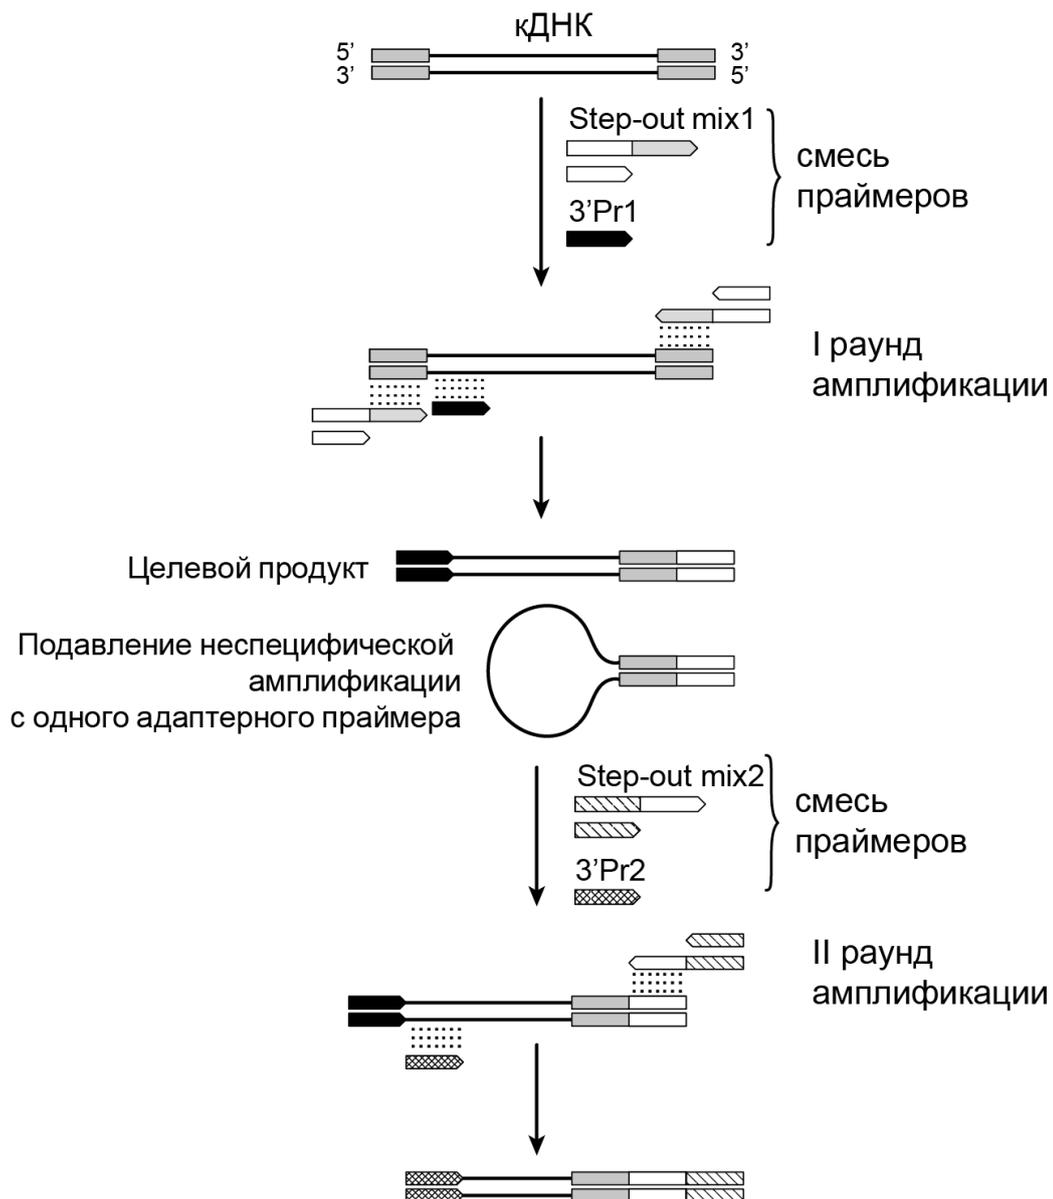 кДНК
5’ 3’
3’ 5’
Step-out mix1
3’Pr1
смесь
праймеров
I раунд
амплификации
Целевой продукт
Подавление неспецифической
амплификации
с одного адаптерного праймера
Step-out mix2
3’Pr2
смесь
праймеров
II раунд
амплификации